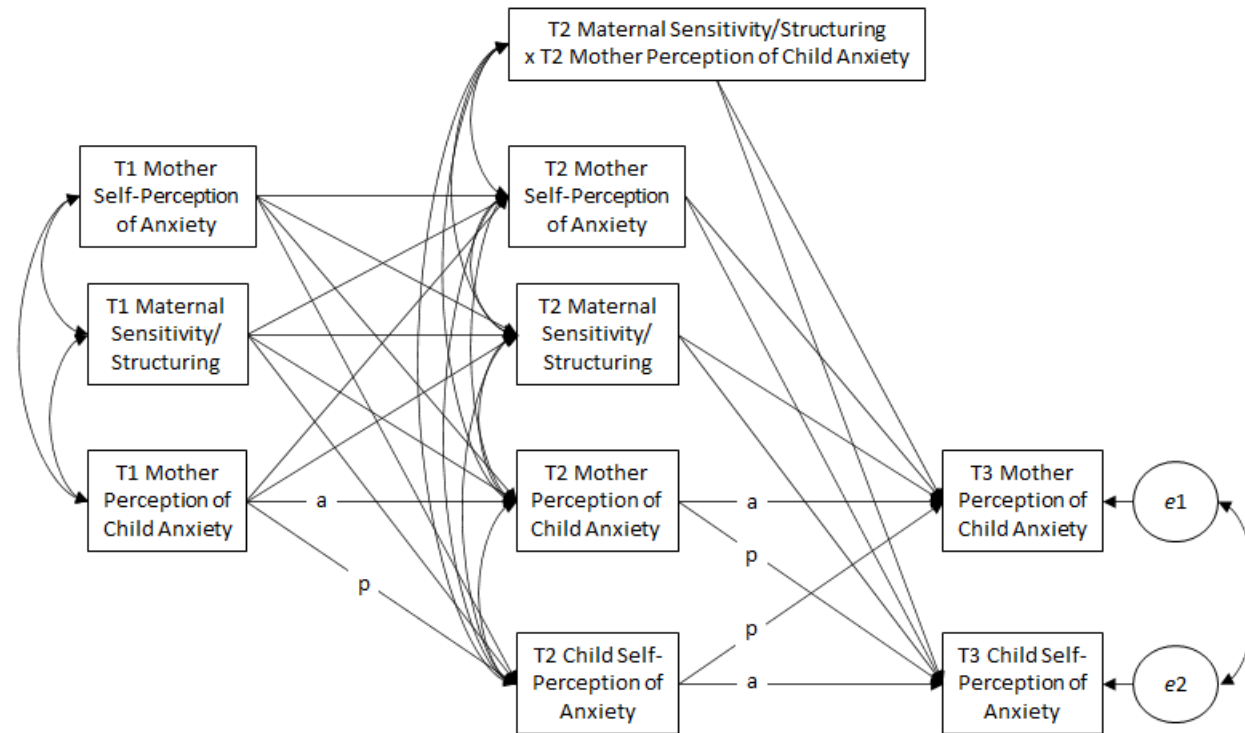 T2 Maternal Sensitivity/Structuring
x T2 Mother Perception of Child Anxiety
T1 Mother
Self-Perception
of Anxiety
T2 Mother
Self-Perception
of Anxiety
T1 Maternal
Sensitivity/
Structuring
T2 Maternal
Sensitivity/
Structuring
T1 Mother
Perception of
Child Anxiety
a
T2 Mother
Perception of
Child Anxiety
a
T3 Mother
Perception of
Child Anxiety
e1
p
p
p
T2 Child Self-
Perception of
Anxiety
a
T3 Child Self-
Perception of
Anxiety
e2